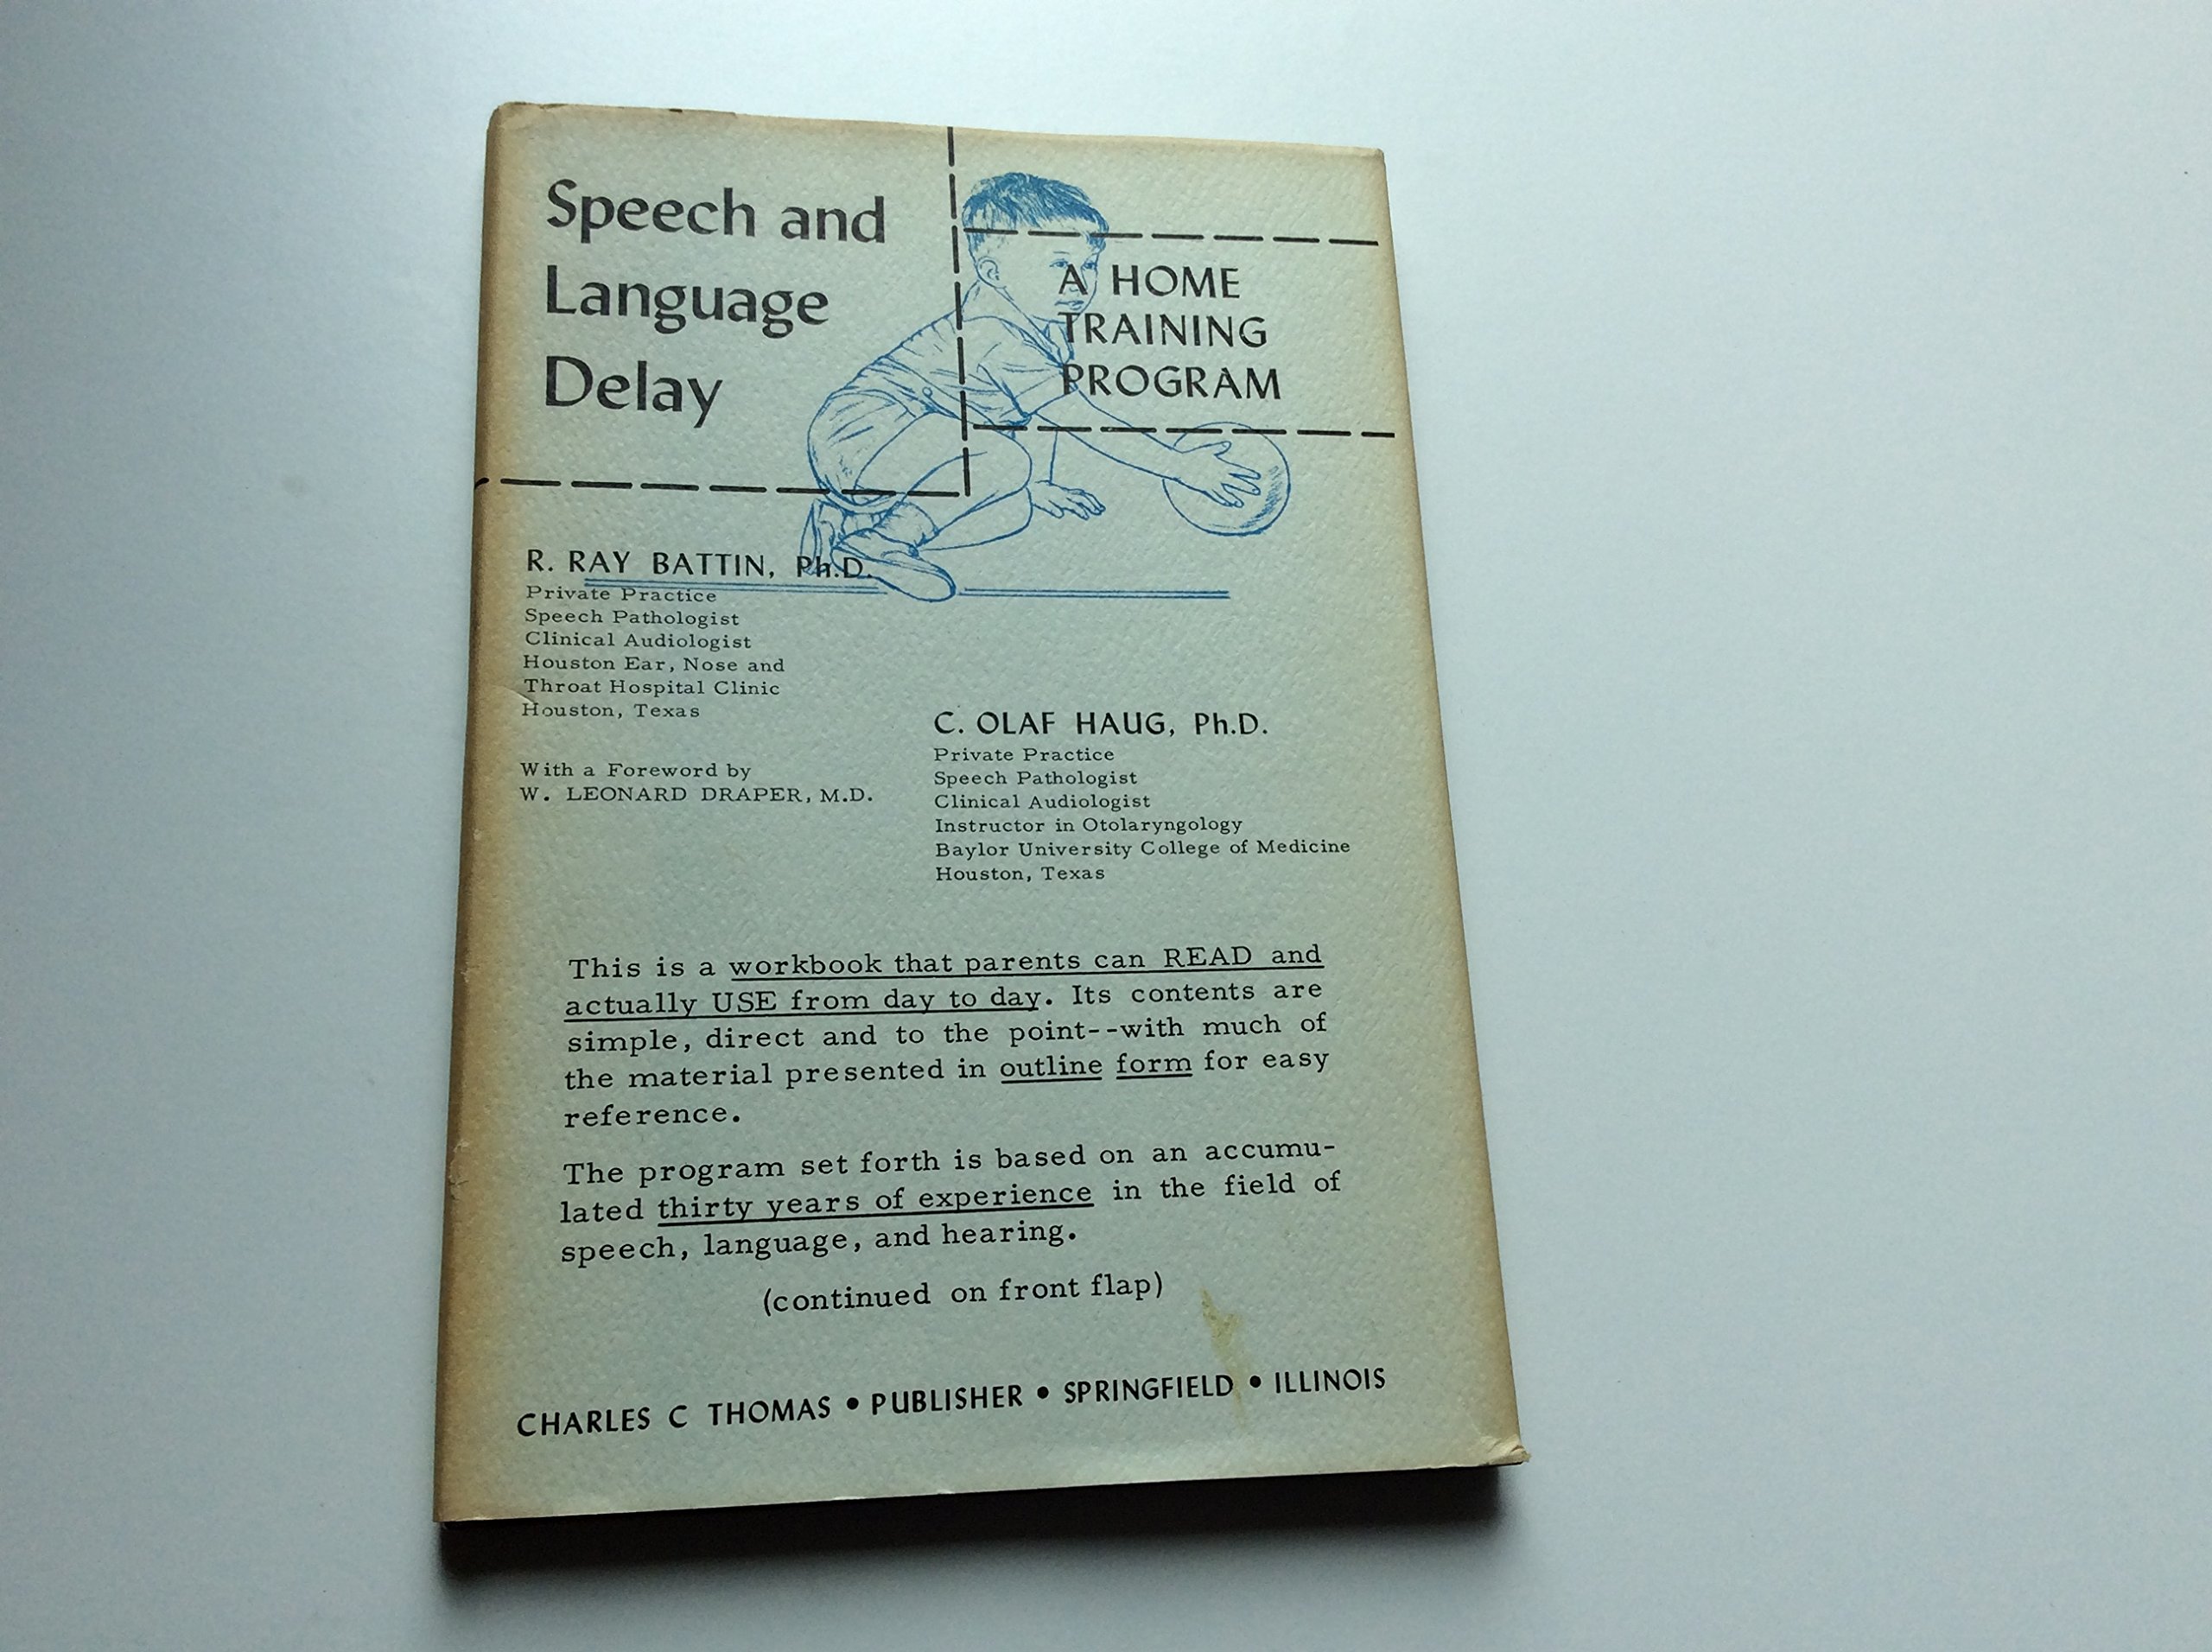 Speech and
Language
Delay
A HOME
TRAINING
PROGRAM
R. RAY BATTIN, Ph.D.
Private Practice
Speech Pathologist
Clinical Audiologist
Houston Ear, Nose and
Throat Hospital Clinic
Houston, Texas
With a Foreword by
W. LEONARD DRAPER, M.D.
C. OLAF HAUG, Ph.D.
Private Practice
Speech Pathologist
Clinical Audiologist
Instructor in Otolaryngology
Baylor University College of Medicine
Houston, Texas
This is a workbook that parents can READ and
actually USE from day to day. Its contents are
simple, direct and to the point--with much of
the material presented in outline form for easy
reference.
The program set forth is based on an accumu-
lated thirty years of experience in the field of
speech, language, and hearing.
(continued on front flap)
CHARLES C THOMAS • PUBLISHER • SPRINGFIELD • ILLINOIS